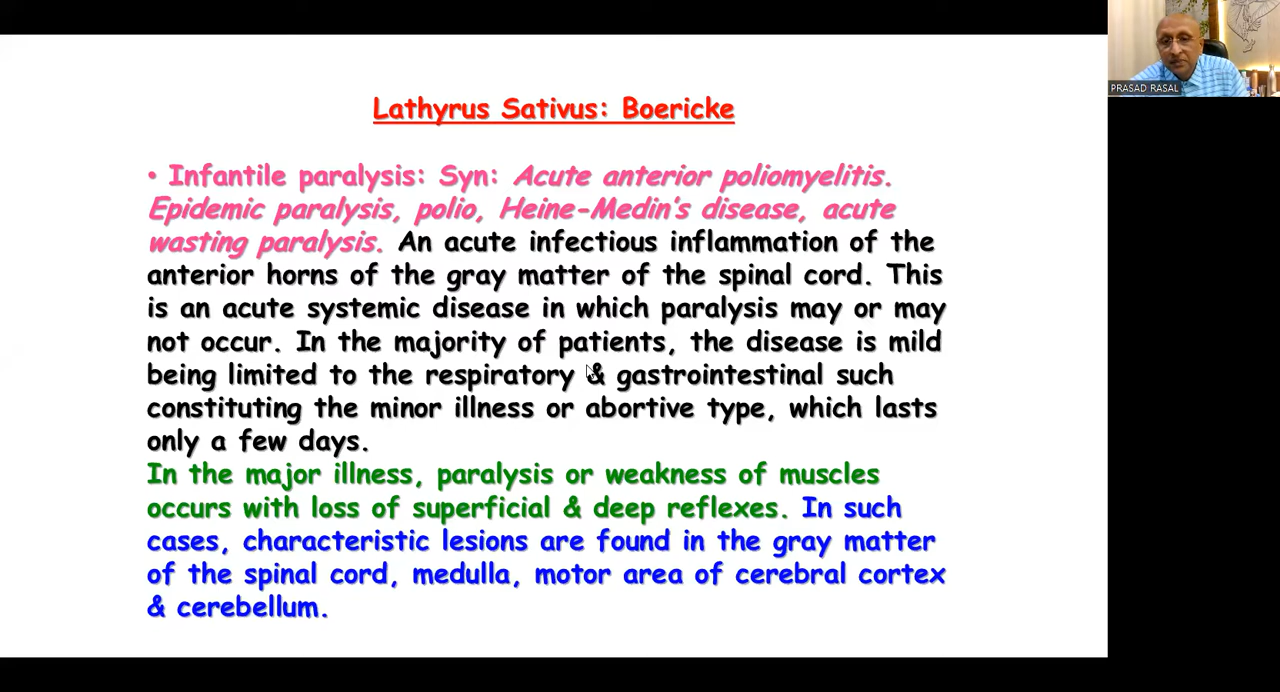 Lathyrus Sativus: Boericke
• Infantile paralysis: Syn: Acute anterior poliomyelitis.
Epidemic paralysis, polio, Heine-Medin's disease, acute
wasting paralysis. An acute infectious inflammation of the
anterior horns of the gray matter of the spinal cord. This
is an acute systemic disease in which paralysis may or may
not occur. In the majority of patients, the disease is mild
being limited to the respiratory & gastrointestinal such
constituting the minor illness or abortive type, which lasts
only a few days.
In the major illness, paralysis or weakness of muscles
occurs with loss of superficial & deep reflexes. In such
cases, characteristic lesions are found in the gray matter
of the spinal cord, medulla, motor area of cerebral cortex
& cerebellum.
PRASAD RASAL